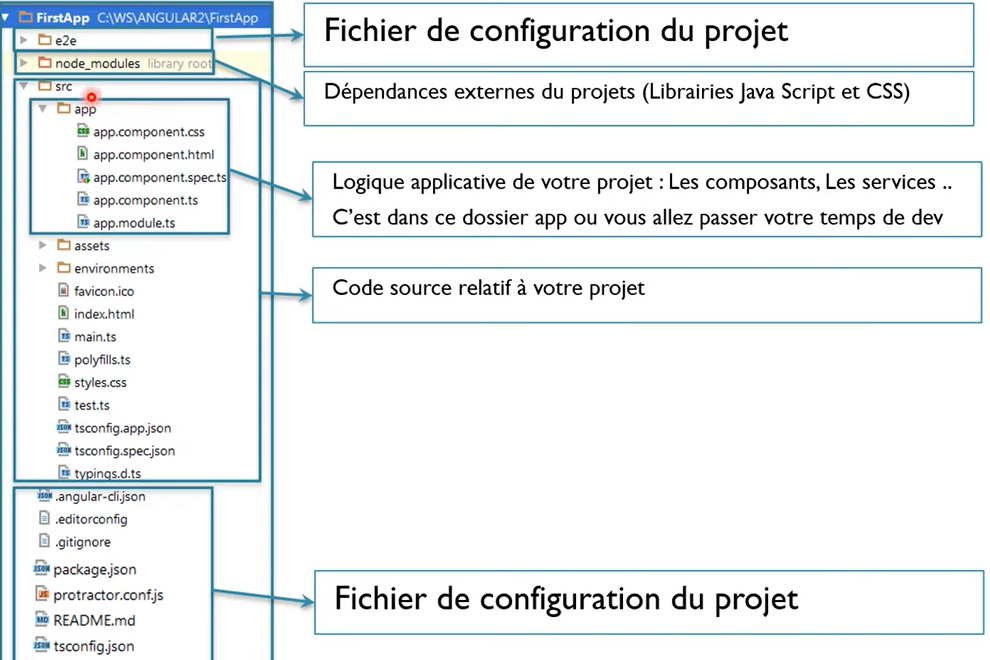 FirstApp C:\WS\ANGULAR2\FirstApp
e2e
node_modules library root
src
app
app.component.css
app.component.html
app.component.spec.ts
app.component.ts
app.module.ts
assets
environments
favicon.ico
index.html
main.ts
polyfills.ts
styles.css
test.ts
tsconfig.app.json
tsconfig.spec.json
typings.d.ts
.angular-cli.json
.editorconfig
.gitignore
package.json
protractor.conf.js
README.md
tsconfig.json
Fichier de configuration du projet
Dépendances externes du projets (Librairies Java Script et CSS)
Logique applicative de votre projet : Les composants, Les services ..
C'est dans ce dossier app ou vous allez passer votre temps de dev
Code source relatif à votre projet
Fichier de configuration du projet